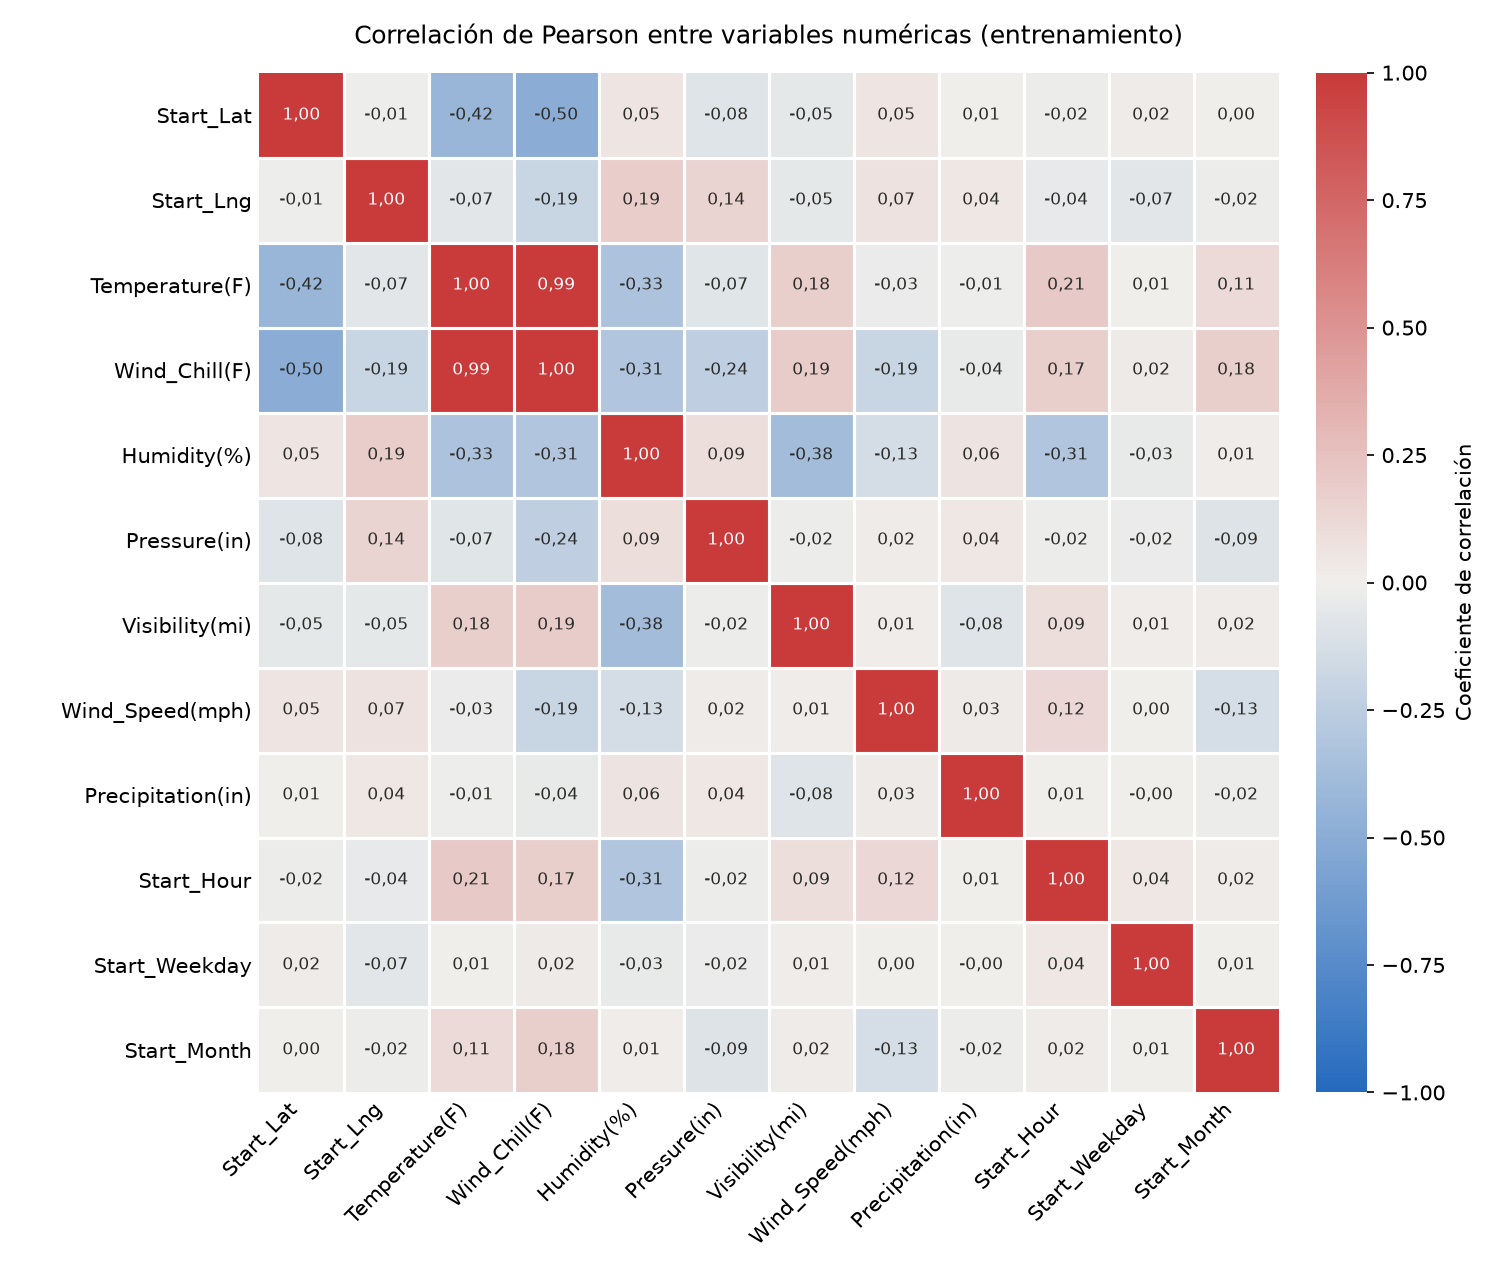 Correlación de Pearson entre variables numéricas (entrenamiento)
Start_Lat 1,00 -0,01 -0,42 -0,50 0,05 -0,08 -0,05 0,05 0,01 -0,02 0,02 0,00
Start_Lng -0,01 1,00 -0,07 -0,19 0,19 0,14 -0,05 0,07 0,04 -0,04 -0,07 -0,02
Temperature(F) -0,42 -0,07 1,00 0,99 -0,33 -0,07 0,18 -0,03 -0,01 0,21 0,01 0,11
Wind_Chill(F) -0,50 -0,19 0,99 1,00 -0,31 -0,24 0,19 -0,19 -0,04 0,17 0,02 0,18
Humidity(%) 0,05 0,19 -0,33 -0,31 1,00 0,09 -0,38 -0,13 0,06 -0,31 -0,03 0,01
Pressure(in) -0,08 0,14 -0,07 -0,24 0,09 1,00 -0,02 0,02 0,04 -0,02 -0,02 -0,09
Visibility(mi) -0,05 -0,05 0,18 0,19 -0,38 -0,02 1,00 0,01 -0,08 0,09 0,01 0,02
Wind_Speed(mph) 0,05 0,07 -0,03 -0,19 -0,13 0,02 0,01 1,00 0,03 0,12 0,00 -0,13
Precipitation(in) 0,01 0,04 -0,01 -0,04 0,06 0,04 -0,08 0,03 1,00 0,01 -0,00 -0,02
Start_Hour -0,02 -0,04 0,21 0,17 -0,31 -0,02 0,09 0,12 0,01 1,00 0,04 0,02
Start_Weekday 0,02 -0,07 0,01 0,02 -0,03 -0,02 0,01 0,00 -0,00 0,04 1,00 0,01
Start_Month 0,00 -0,02 0,11 0,18 0,01 -0,09 0,02 -0,13 -0,02 0,02 0,01 1,00
Start_Lat
Start_Lng
Temperature(F)
Wind_Chill(F)
Humidity(%)
Pressure(in)
Visibility(mi)
Wind_Speed(mph)
Precipitation(in)
Start_Hour
Start_Weekday
Start_Month
1.00
0.75
0.50
0.25
0.00
−0.25
−0.50
−0.75
−1.00
Coeficiente de correlación